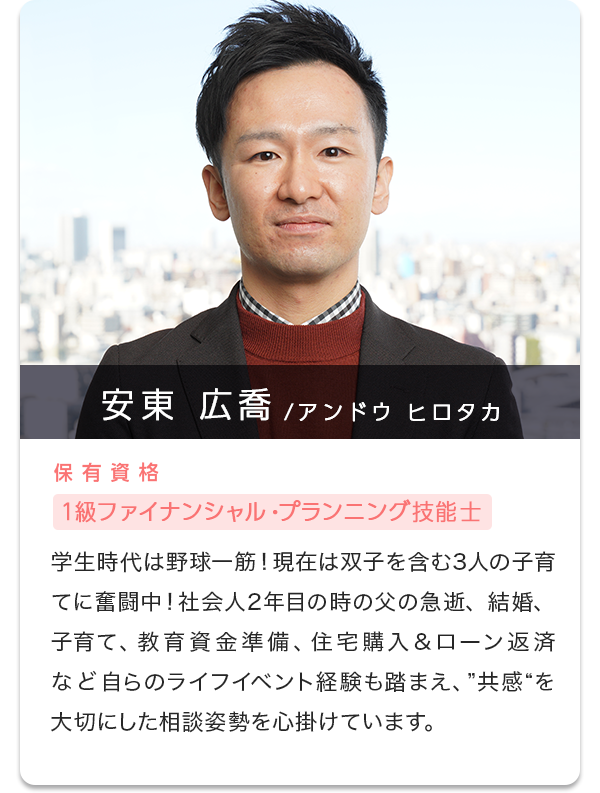 安東 広喬 /アンドウ ヒロタカ
保有資格
1級ファイナンシャル・プランニング技能士
学生時代は野球一筋！現在は双子を含む3人の子育
てに奮闘中！社会人2年目の時の父の急逝、結婚、
子育て、教育資金準備、住宅購入＆ローン返済
など自らのライフイベント経験も踏まえ、”共感“を
大切にした相談姿勢を心掛けています。